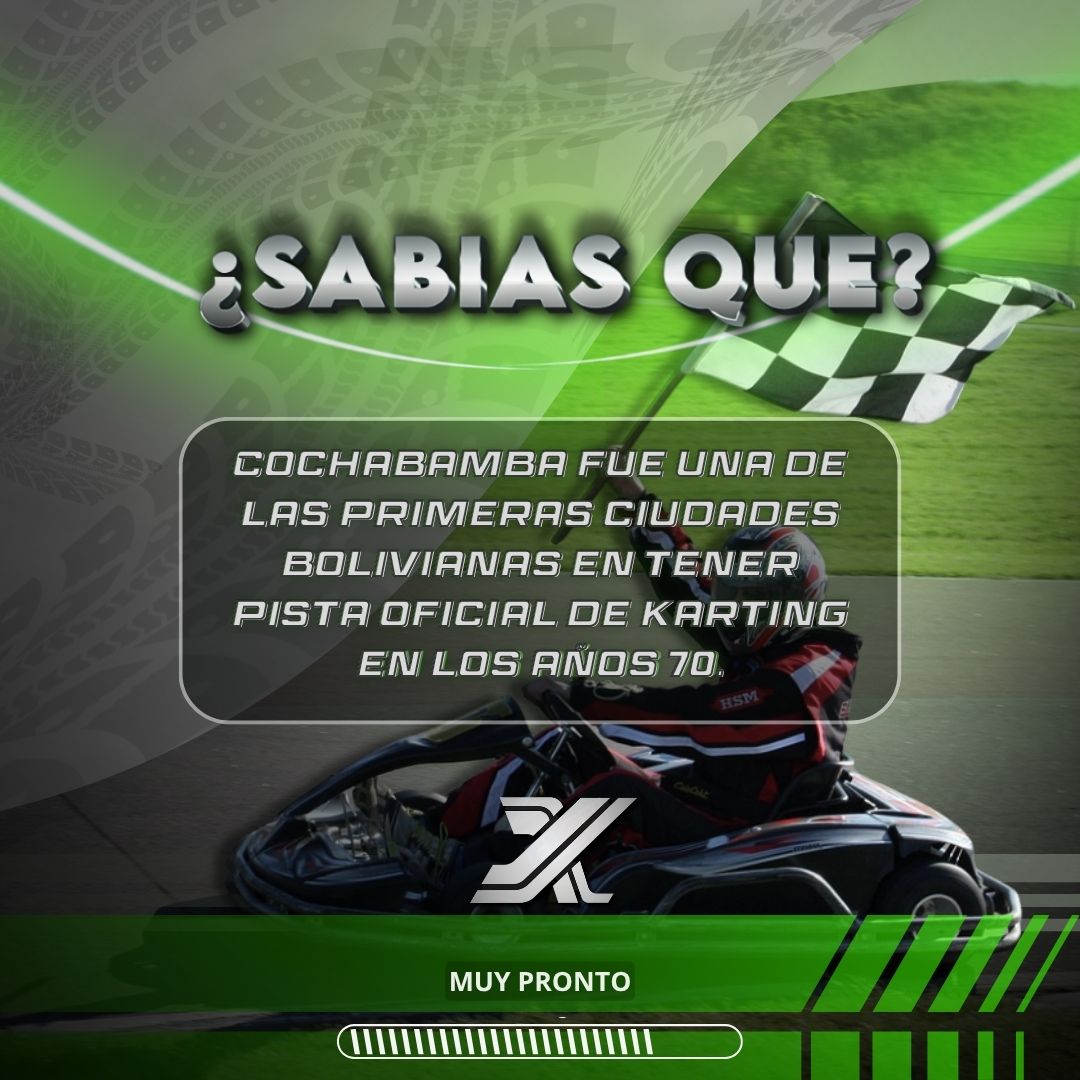 ¿SABIAS QUE?
COCHABAMBA FUE UNA DE
LAS PRIMERAS CIUDADES
BOLIVIANAS EN TENER
PISTA OFICIAL DE KARTING
EN LOS AÑOS 70.
HSM
MUY PRONTO